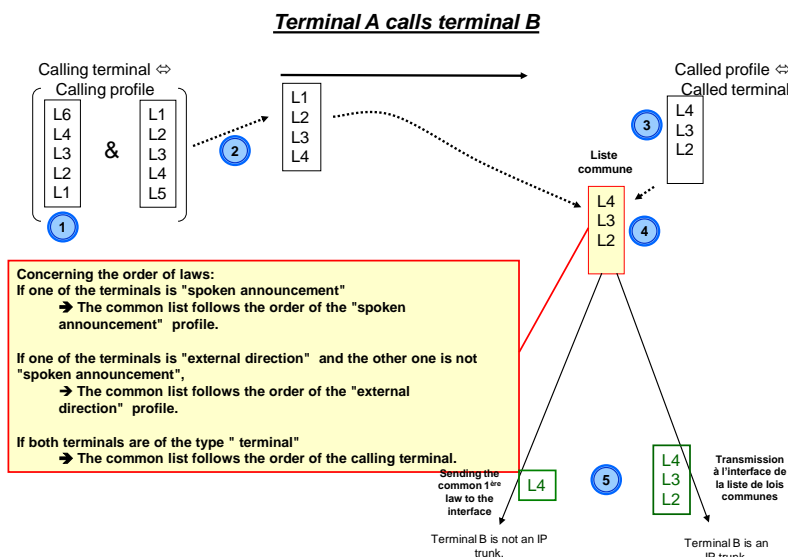 Terminal A calls terminal B
Calling terminal ⇔
Calling profile
L6
L4
L3
L2
L1
&
L1
L2
L3
L4
L5
1
2
L1
L2
L3
L4
Called profile ⇔
Called terminal
3
L4
L3
L2
Liste
commune
L4
L3
L2
4
Concerning the order of laws:
If one of the terminals is "spoken announcement"
➔ The common list follows the order of the "spoken
announcement" profile.
If one of the terminals is "external direction" and the other one is not
"spoken announcement",
➔ The common list follows the order of the "external
direction" profile.
If both terminals are of the type " terminal"
➔ The common list follows the order of the calling terminal.
Sending the
common 1ère
law to the
interface
L4
5
L4
L3
L2
Transmission
à l'interface de
la liste de lois
communes
Terminal B is not an IP
trunk.
Terminal B is an
IP trunk